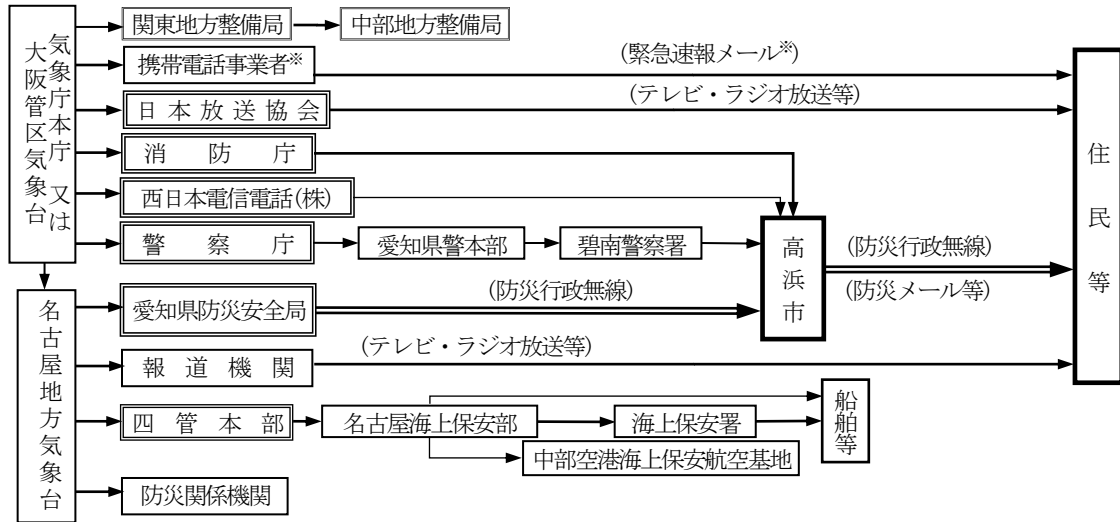 気象庁本庁 又は
大阪管区気象台
関東地方整備局
中部地方整備局
携帯電話事業者※
(緊急速報メール※)
日本放送協会
(テレビ・ラジオ放送等)
消防庁
西日本電信電話(株)
警察庁
愛知県警本部
碧南警察署
高浜市
(防災行政無線)
(防災メール等)
住民等
名古屋地方気象台
愛知県防災安全局
(防災行政無線)
報道機関
(テレビ・ラジオ放送等)
四管本部
名古屋海上保安部
海上保安署
船舶等
中部空港海上保安航空基地
防災関係機関